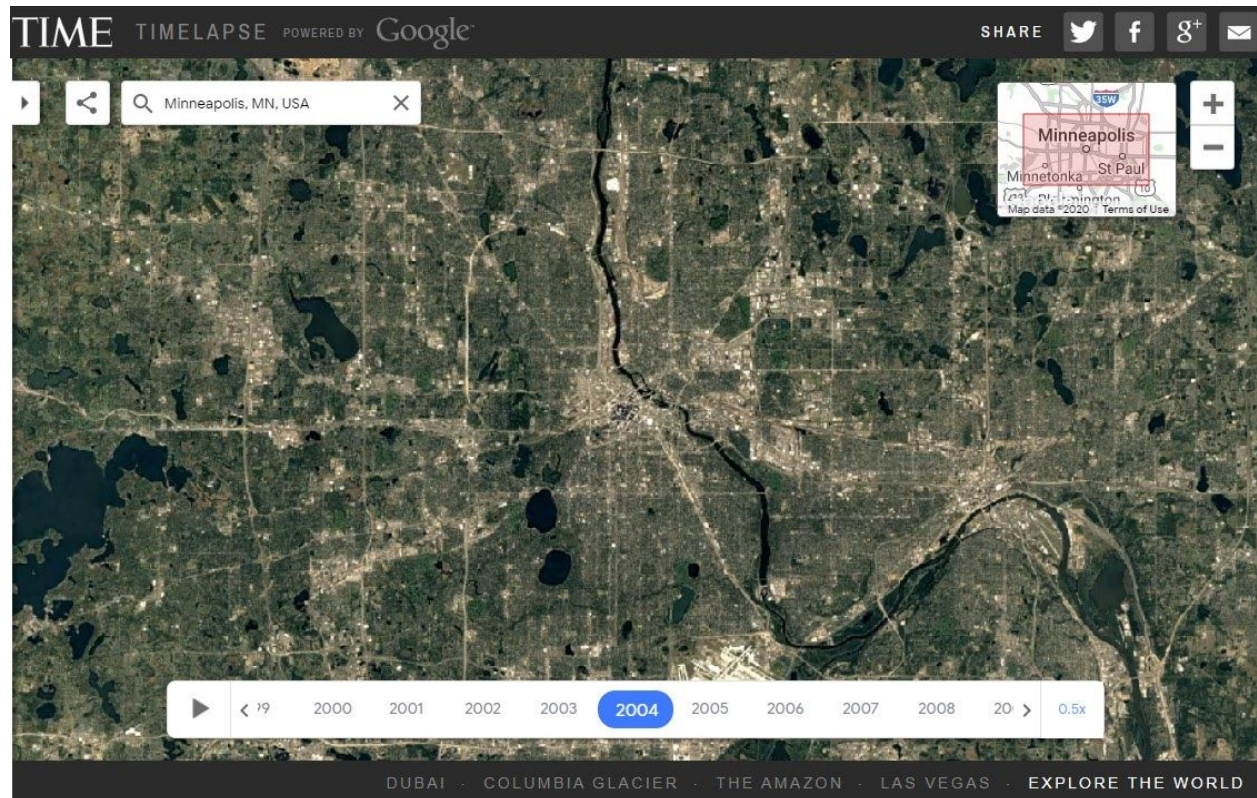 TIME TIMELAPSE POWERED BY Google SHARE f g+
Minneapolis, MN, USA
35W
Minneapolis
St Paul
Minnetonka
10
Map data ©2020 Terms of Use
+
−
99 2000 2001 2002 2003 2004 2005 2006 2007 2008 20 0.5x
DUBAI · COLUMBIA GLACIER · THE AMAZON · LAS VEGAS · EXPLORE THE WORLD